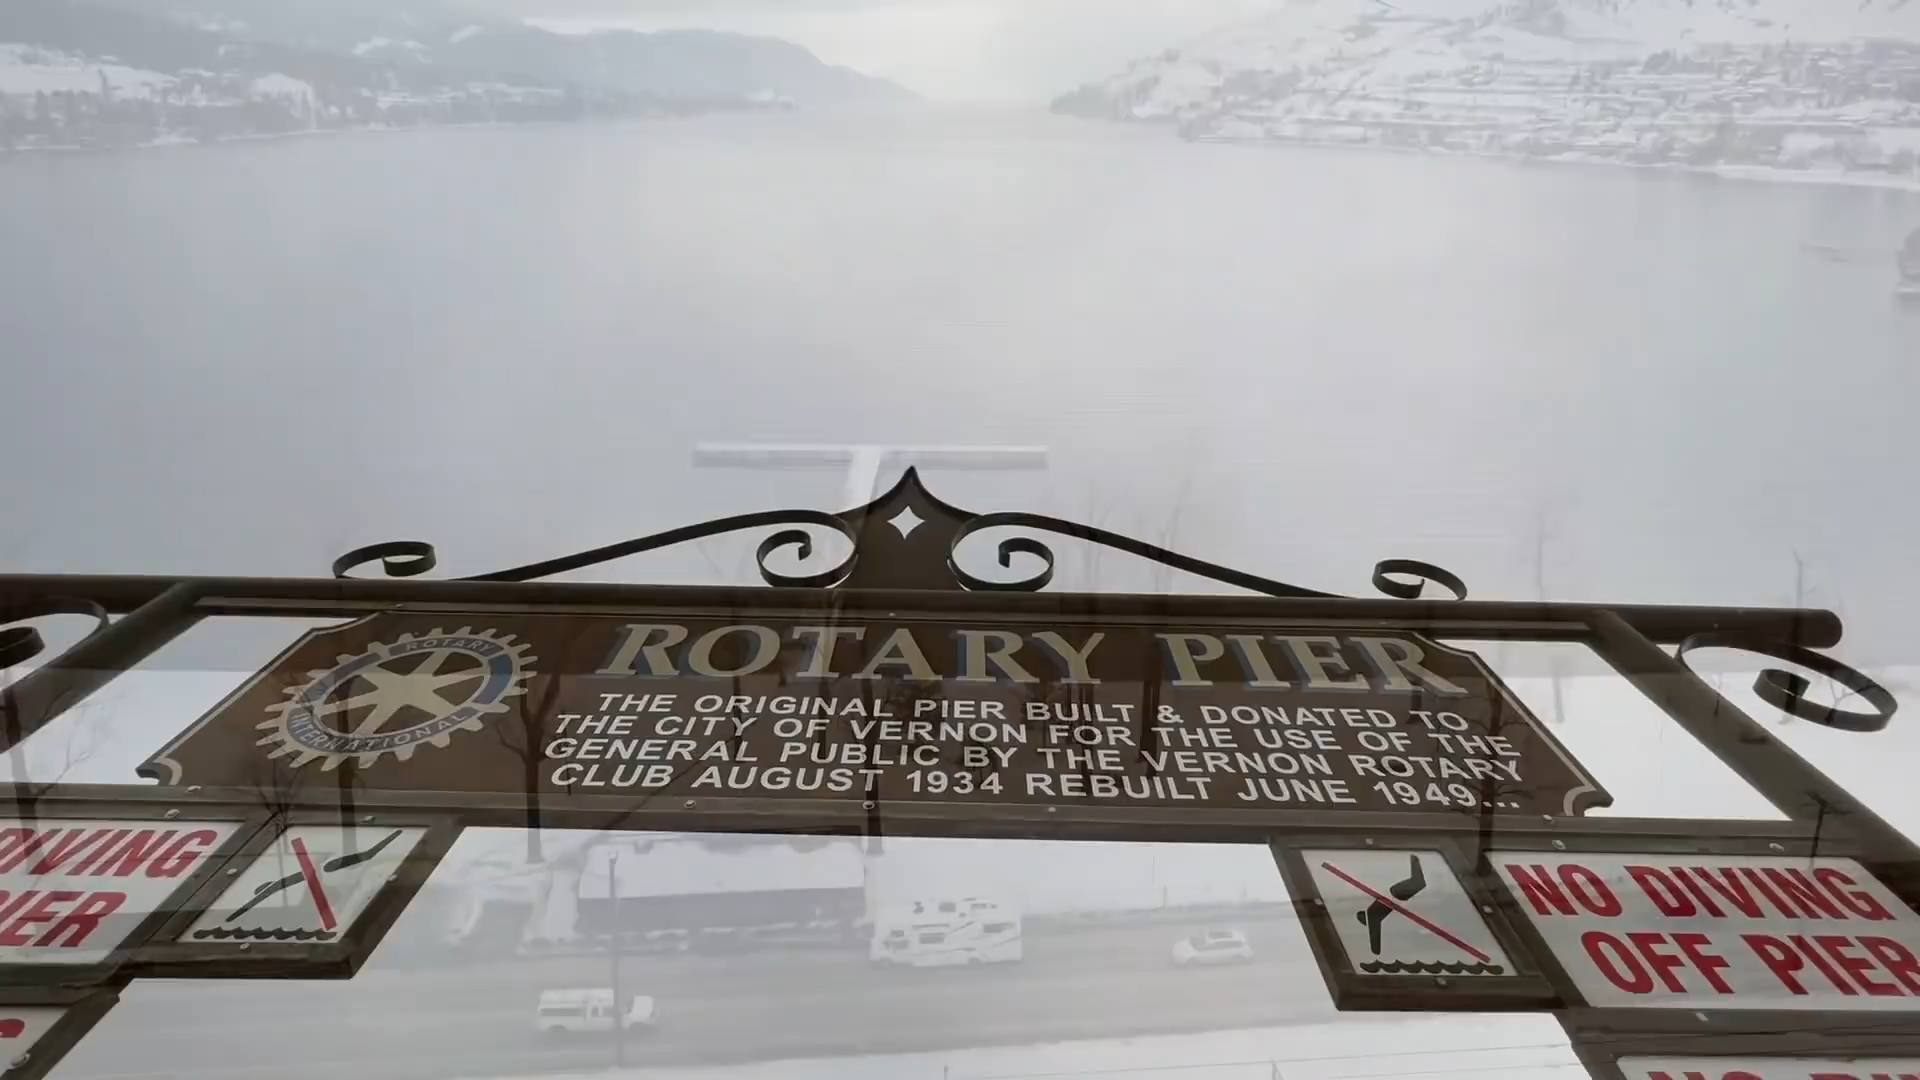 ROTARY PIER
ROTARY
INTERNATIONAL
THE ORIGINAL PIER BUILT & DONATED TO
THE CITY OF VERNON FOR THE USE OF THE
GENERAL PUBLIC BY THE VERNON ROTARY
CLUB AUGUST 1934 REBUILT JUNE 1949...
DIVING
PIER
NO DIVING
OFF PIER